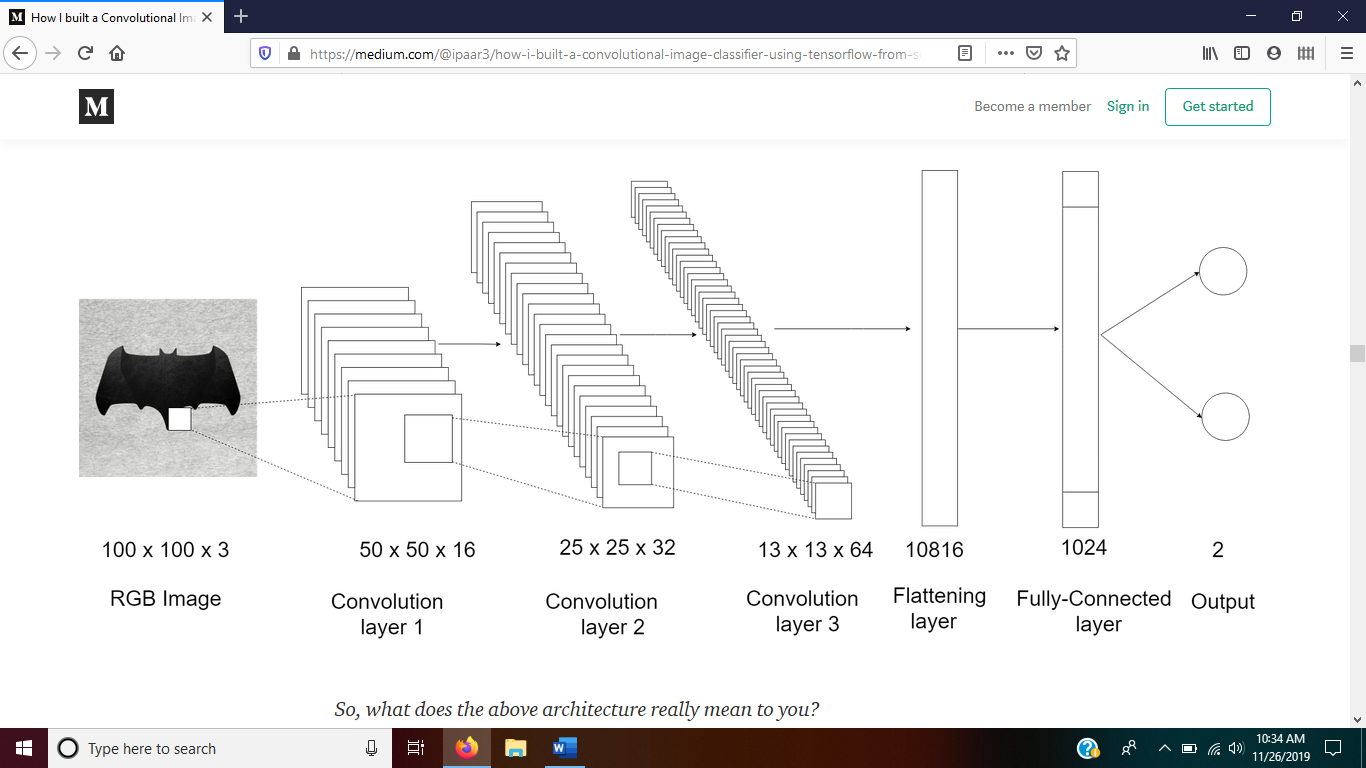 M How I built a Convolutional Im
https://medium.com/@ipaar3/how-i-built-a-convolutional-image-classifier-using-tensorflow-from-s
M
Become a member Sign in Get started
100 x 100 x 3
50 x 50 x 16
25 x 25 x 32
13 x 13 x 64
10816
1024
2
RGB Image
Convolution
layer 1
Convolution
layer 2
Convolution
layer 3
Flattening
layer
Fully-Connected
layer
Output
So, what does the above architecture really mean to you?
Type here to search
10:34 AM
11/26/2019